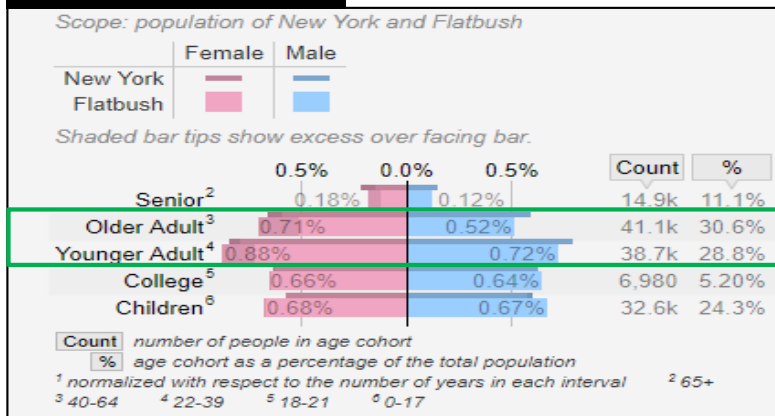 Scope: population of New York and Flatbush
Female Male
New York
Flatbush
Shaded bar tips show excess over facing bar.
0.5% 0.0% 0.5% Count %
Senior² 0.18% 0.12% 14.9k 11.1%
Older Adult³ 0.71% 0.52% 41.1k 30.6%
Younger Adult⁴ 0.88% 0.72% 38.7k 28.8%
College⁵ 0.66% 0.64% 6,980 5.20%
Children⁶ 0.68% 0.67% 32.6k 24.3%
Count number of people in age cohort
% age cohort as a percentage of the total population
¹ normalized with respect to the number of years in each interval ² 65+
³ 40-64 ⁴ 22-39 ⁵ 18-21 ⁶ 0-17